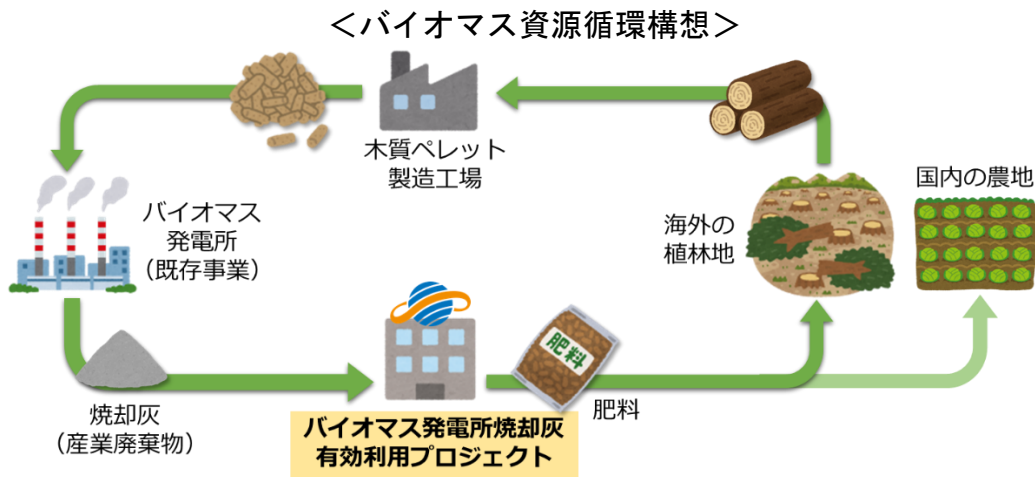 ＜バイオマス資源循環構想＞
木質ペレット
製造工場
バイオマス
発電所
（既存事業）
海外の
植林地
国内の農地
焼却灰
（産業廃棄物）
肥料
肥料
バイオマス発電所焼却灰
有効利用プロジェクト